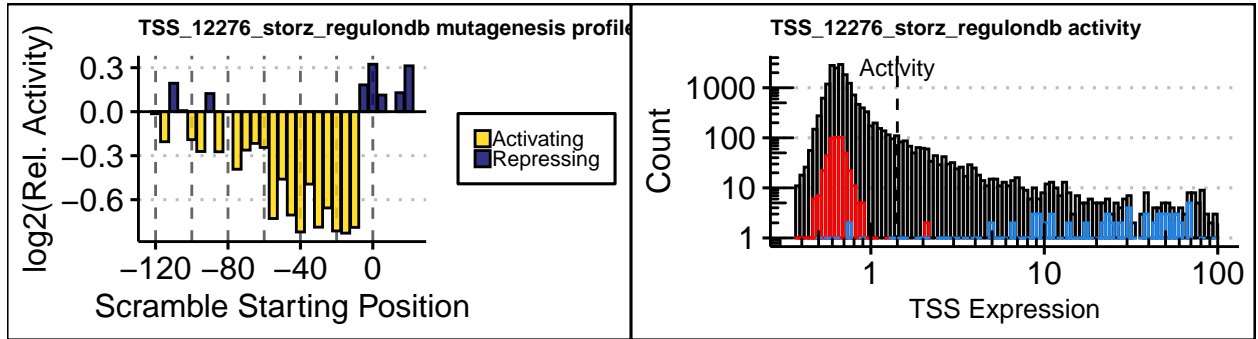 TSS_12276_storz_regulondb mutagenesis profile
log2(Rel. Activity)
0.3
0.0
−0.3
−0.6
−120
−80
−40
0
Scramble Starting Position
Activating
Repressing
TSS_12276_storz_regulondb activity
Activity
Count
1000
100
10
1
1
10
100
TSS Expression